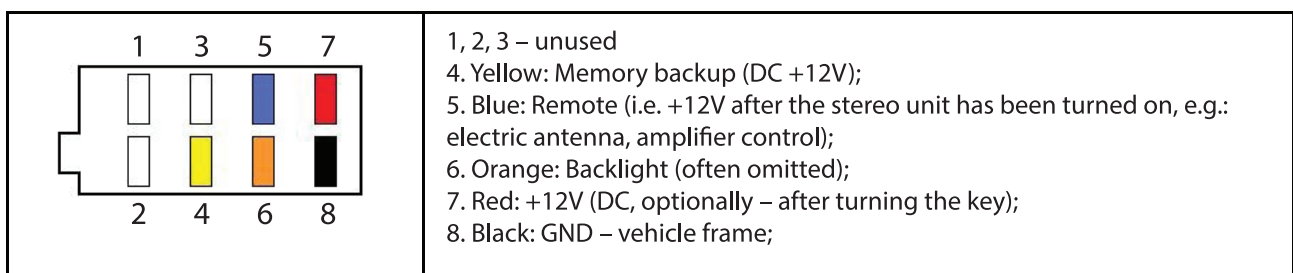 1 3 5 7
2 4 6 8
1, 2, 3 – unused
4. Yellow: Memory backup (DC +12V);
5. Blue: Remote (i.e. +12V after the stereo unit has been turned on, e.g.:
electric antenna, amplifier control);
6. Orange: Backlight (often omitted);
7. Red: +12V (DC, optionally – after turning the key);
8. Black: GND – vehicle frame;